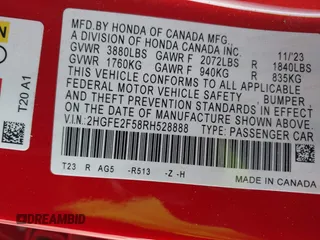 MFD.BY HONDA OF CANADA MFG.,
A DIVISION OF HONDA CANADA INC. 11/23
GVWR 3880LBS GAWR F 2072LBS R 1840LBS
GVWR 1760KG GAWR F 940KG R 835KG
THIS VEHICLE CONFORMS TO ALL APPLICABLE
FEDERAL MOTOR VEHICLE SAFETY, BUMPER,
AND THEFT PREVENTION STANDARDS IN EFFECT
ON THE DATE OF MANUFACTURE SHOWN ABOVE.
V.I.N: 2HGFE2F58RH528888 TYPE: PASSENGER CAR
T23 R AG5 -R513 -Z -H
MADE IN CANADA
T20 A1
DREAMBID